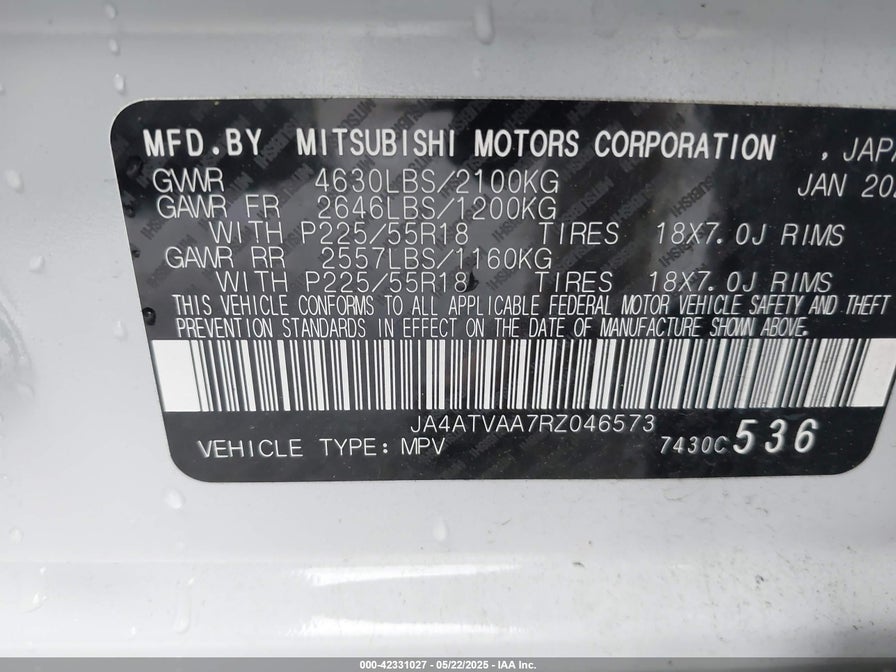 MFD.BY MITSUBISHI MOTORS CORPORATION , JAPA
GVWR 4630LBS/2100KG JAN 20
GAWR FR 2646LBS/1200KG
WITH P225/55R18 TIRES 18X7.0J RIMS
GAWR RR 2557LBS/1160KG
WITH P225/55R18 TIRES 18X7.0J RIMS
THIS VEHICLE CONFORMS TO ALL APPLICABLE FEDERAL MOTOR VEHICLE SAFETY AND THEFT
PREVENTION STANDARDS IN EFFECT ON THE DATE OF MANUFACTURE SHOWN ABOVE.
JA4ATVAA7RZ046573
VEHICLE TYPE: MPV 7430C 536
000-42331027 - 05/22/2025 - IAA Inc.